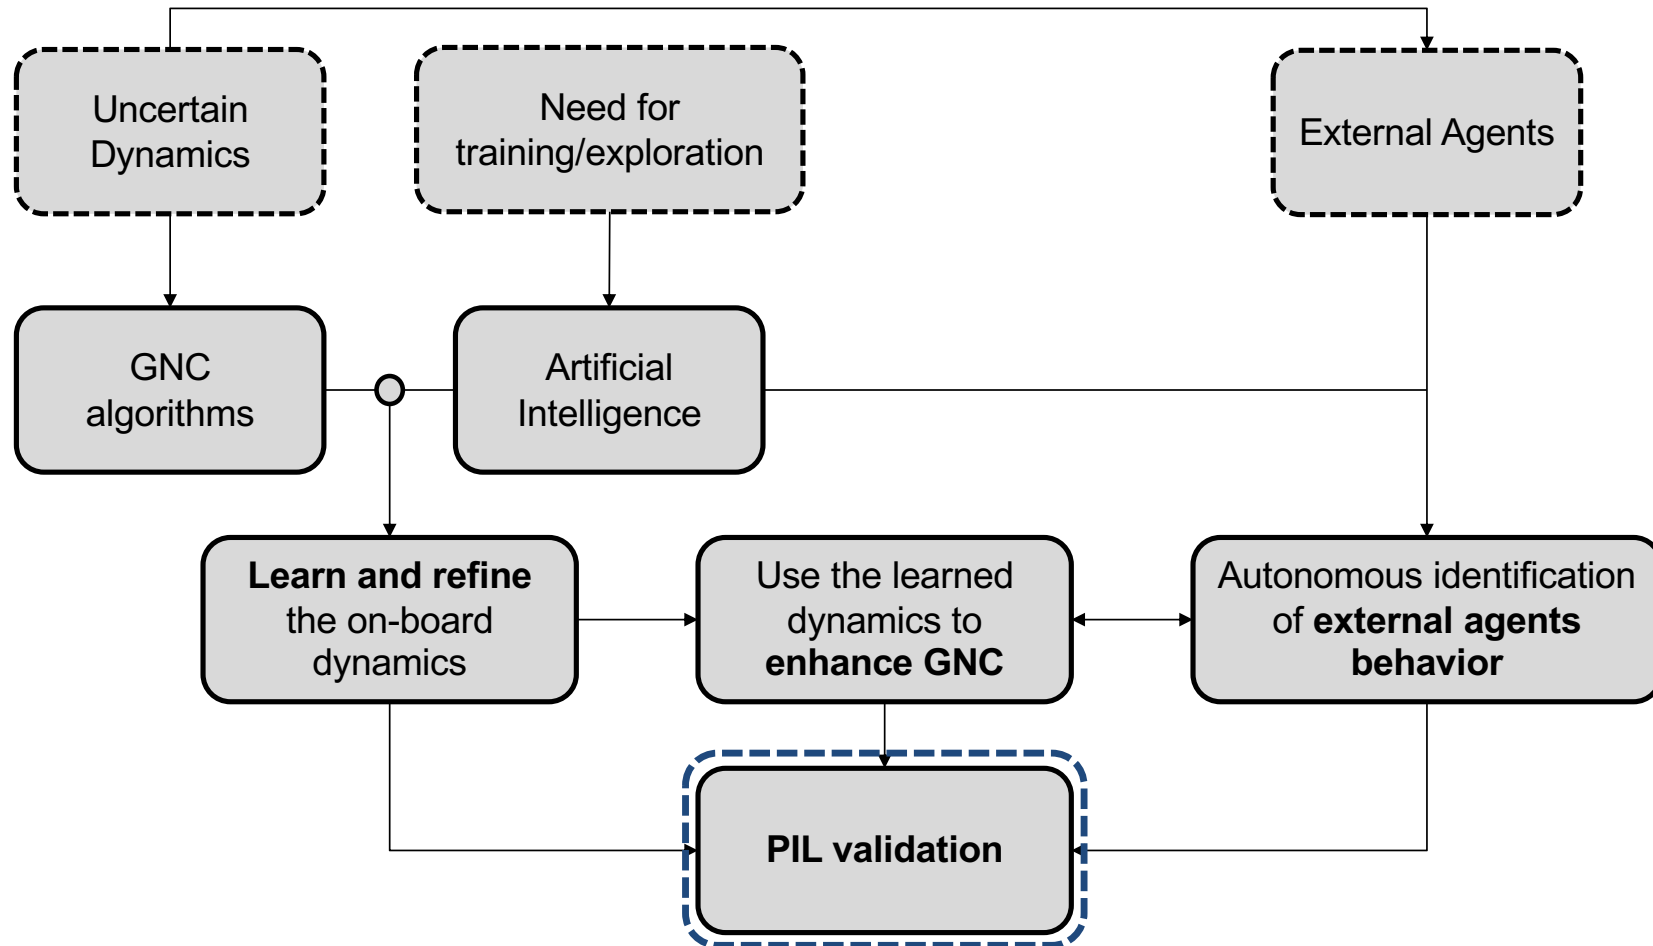 Uncertain
Dynamics
Need for
training/exploration
External Agents
GNC
algorithms
Artificial
Intelligence
Learn and refine
the on-board
dynamics
Use the learned
dynamics to
enhance GNC
Autonomous identification
of external agents
behavior
PIL validation